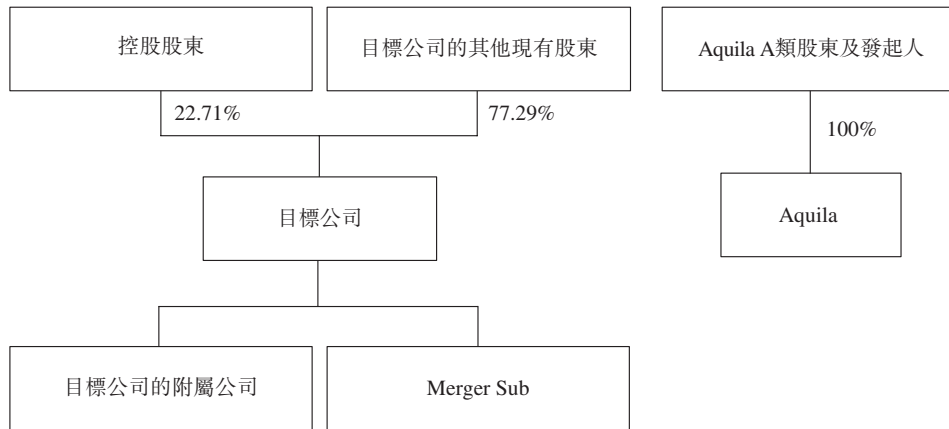 控股股東
目標公司的其他現有股東
Aquila A類股東及發起人
22.71%
77.29%
100%
目標公司
Aquila
目標公司的附屬公司
Merger Sub